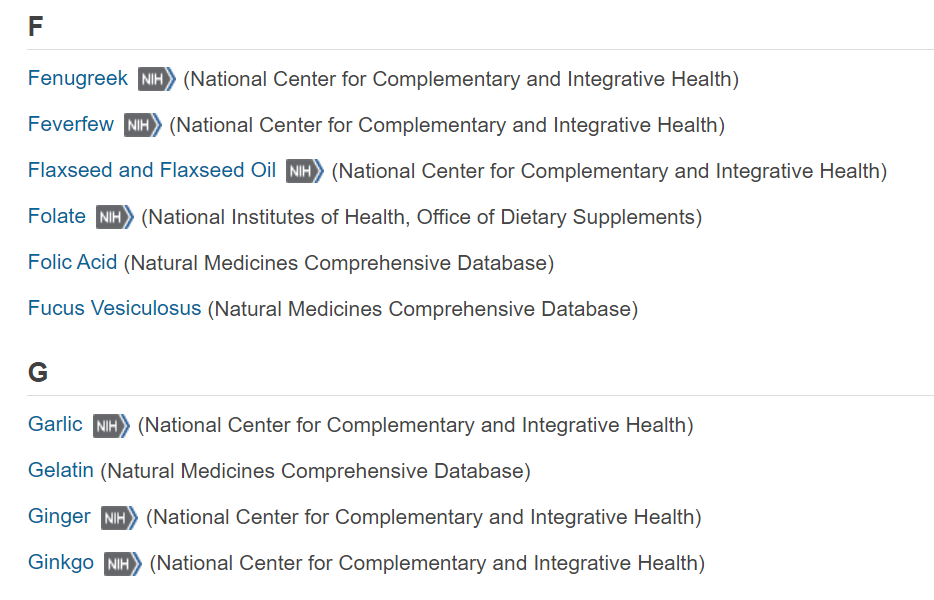 F
Fenugreek NIH (National Center for Complementary and Integrative Health)
Feverfew NIH (National Center for Complementary and Integrative Health)
Flaxseed and Flaxseed Oil NIH (National Center for Complementary and Integrative Health)
Folate NIH (National Institutes of Health, Office of Dietary Supplements)
Folic Acid (Natural Medicines Comprehensive Database)
Fucus Vesiculosus (Natural Medicines Comprehensive Database)
G
Garlic NIH (National Center for Complementary and Integrative Health)
Gelatin (Natural Medicines Comprehensive Database)
Ginger NIH (National Center for Complementary and Integrative Health)
Ginkgo NIH (National Center for Complementary and Integrative Health)